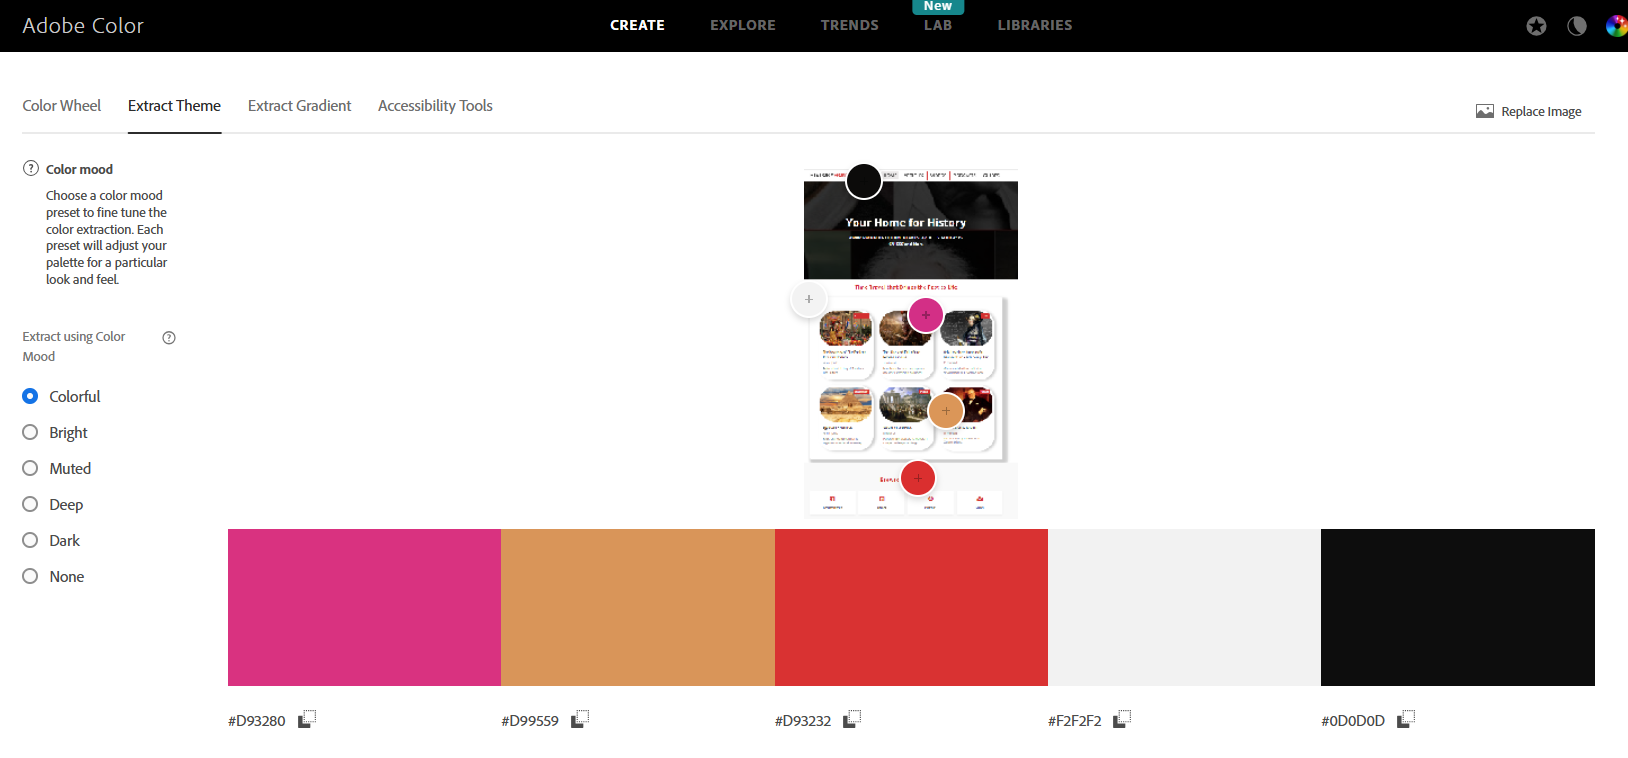 Adobe Color
CREATE
EXPLORE
TRENDS
New
LAB
LIBRARIES
Color Wheel
Extract Theme
Extract Gradient
Accessibility Tools
Replace Image
? Color mood
Choose a color mood
preset to fine tune the
color extraction. Each
preset will adjust your
palette for a particular
look and feel.
Extract using Color
Mood
?
Colorful
Bright
Muted
Deep
Dark
None
HOME
Your Home for History
#D93280
#D99559
#D93232
#F2F2F2
#0D0D0D